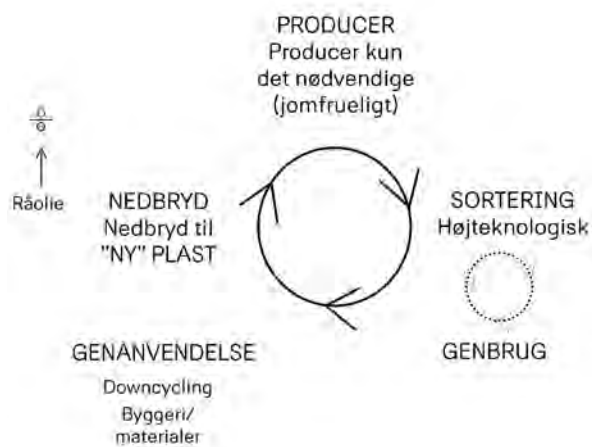 PRODUCER
Producer kun
det nødvendige
(jomfrueligt)
Råolie
NEDBRYD
Nedbryd til
"NY" PLAST
SORTERING
Højteknologisk
GENBRUG
GENANVENDELSE
Downcycling
Byggeri/
materialer